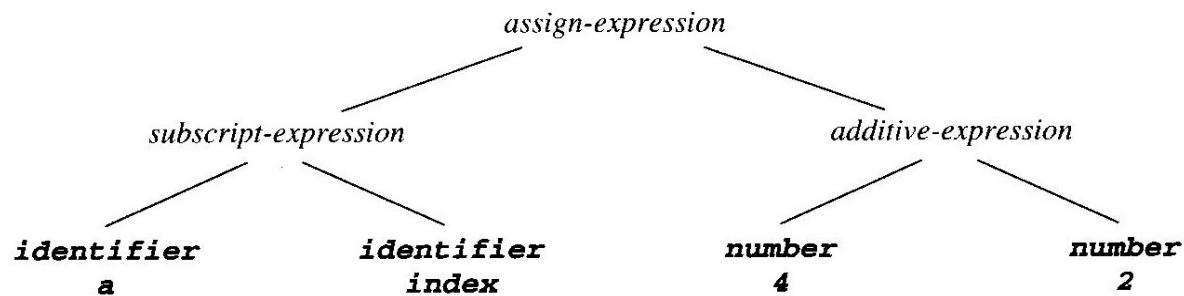 assign-expression
subscript-expression additive-expression
identifier identifier number number
a index 4 2